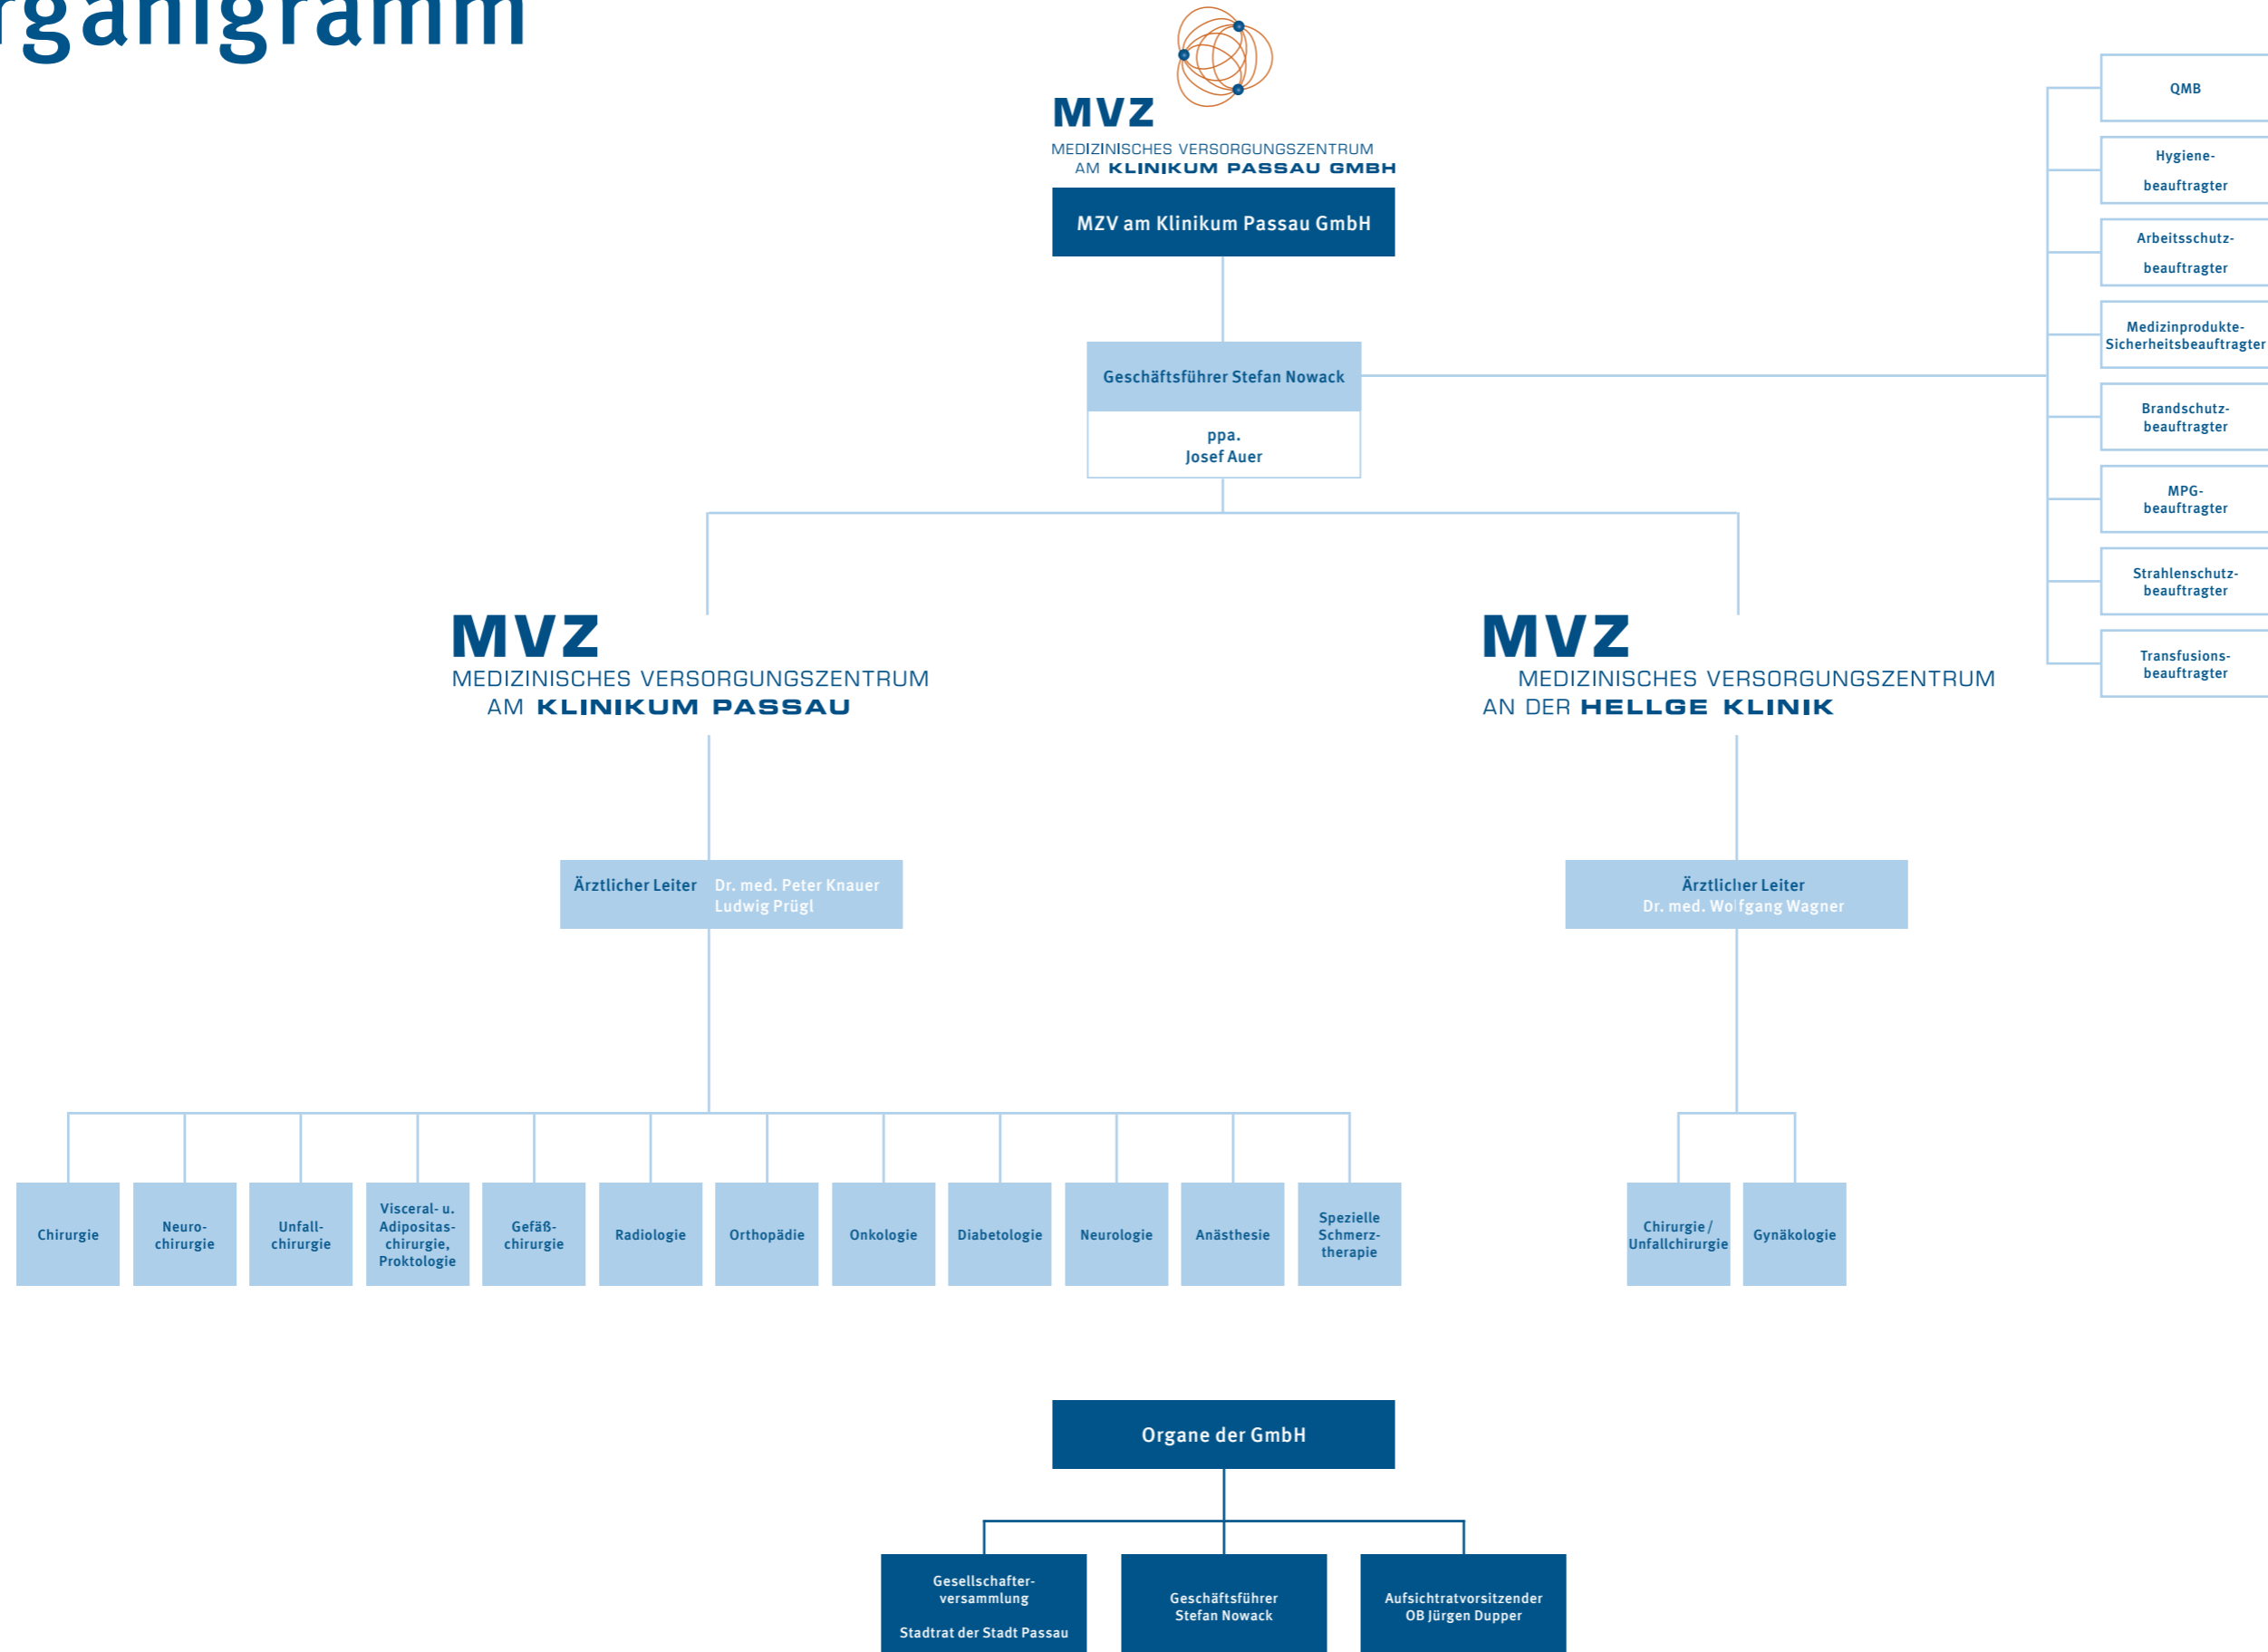 rganigramm
MVZ
MEDIZINISCHES VERSORGUNGSZENTRUM
AM KLINIKUM PASSAU GMBH
MZV am Klinikum Passau GmbH
Geschäftsführer Stefan Nowack
ppa.
Josef Auer
QMB
Hygiene-
beauftragter
Arbeitsschutz-
beauftragter
Medizinprodukte-
Sicherheitsbeauftragter
Brandschutz-
beauftragter
MPG-
beauftragter
Strahlenschutz-
beauftragter
Transfusions-
beauftragter
MVZ
MEDIZINISCHES VERSORGUNGSZENTRUM
AM KLINIKUM PASSAU
MVZ
MEDIZINISCHES VERSORGUNGSZENTRUM
AN DER HELLGE KLINIK
Ärztlicher Leiter Dr. med. Peter Knauer
Ludwig Prügl
Ärztlicher Leiter
Dr. med. Wolfgang Wagner
Chirurgie
Neuro-
chirurgie
Unfall-
chirurgie
Visceral- u.
Adipositas-
chirurgie,
Proktologie
Gefäß-
chirurgie
Radiologie
Orthopädie
Onkologie
Diabetologie
Neurologie
Anästhesie
Spezielle
Schmerz-
therapie
Chirurgie /
Unfallchirurgie
Gynäkologie
Organe der GmbH
Gesellschafter-
versammlung
Stadtrat der Stadt Passau
Geschäftsführer
Stefan Nowack
Aufsichtratvorsitzender
OB Jürgen Dupper